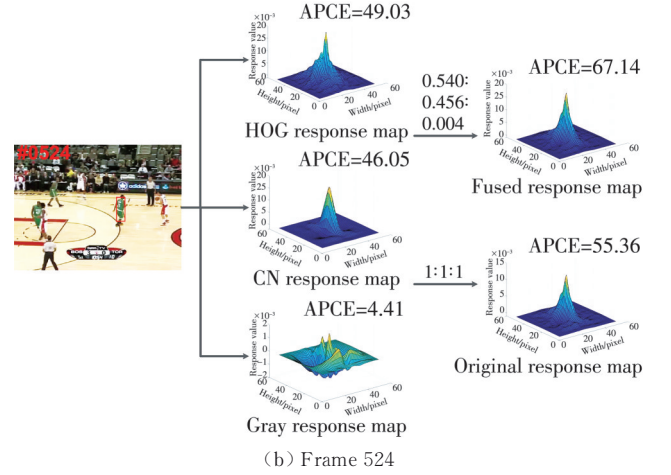 APCE=49.03
×10⁻³
Response value
25
20
15
10
5
0
60
40
20
0
Height/pixel
0
20
40
60
Width/pixel
HOG response map
0.540:
0.456:
0.004
APCE=67.14
×10⁻³
Response value
20
15
10
5
0
60
40
20
0
Height/pixel
0
20
40
60
Width/pixel
Fused response map
#0524
adidas
BOS
TOR
APCE=46.05
×10⁻³
Response value
25
20
15
10
5
0
60
40
20
0
Height/pixel
0
20
40
60
Width/pixel
CN response map
1:1:1
APCE=55.36
×10⁻³
Response value
15
10
5
0
60
40
20
0
Height/pixel
0
20
40
60
Width/pixel
Original response map
APCE=4.41
×10⁻³
Response value
2
1
0
-1
-2
60
40
20
0
Height/pixel
0
20
40
60
Width/pixel
Gray response map
(b) Frame 524